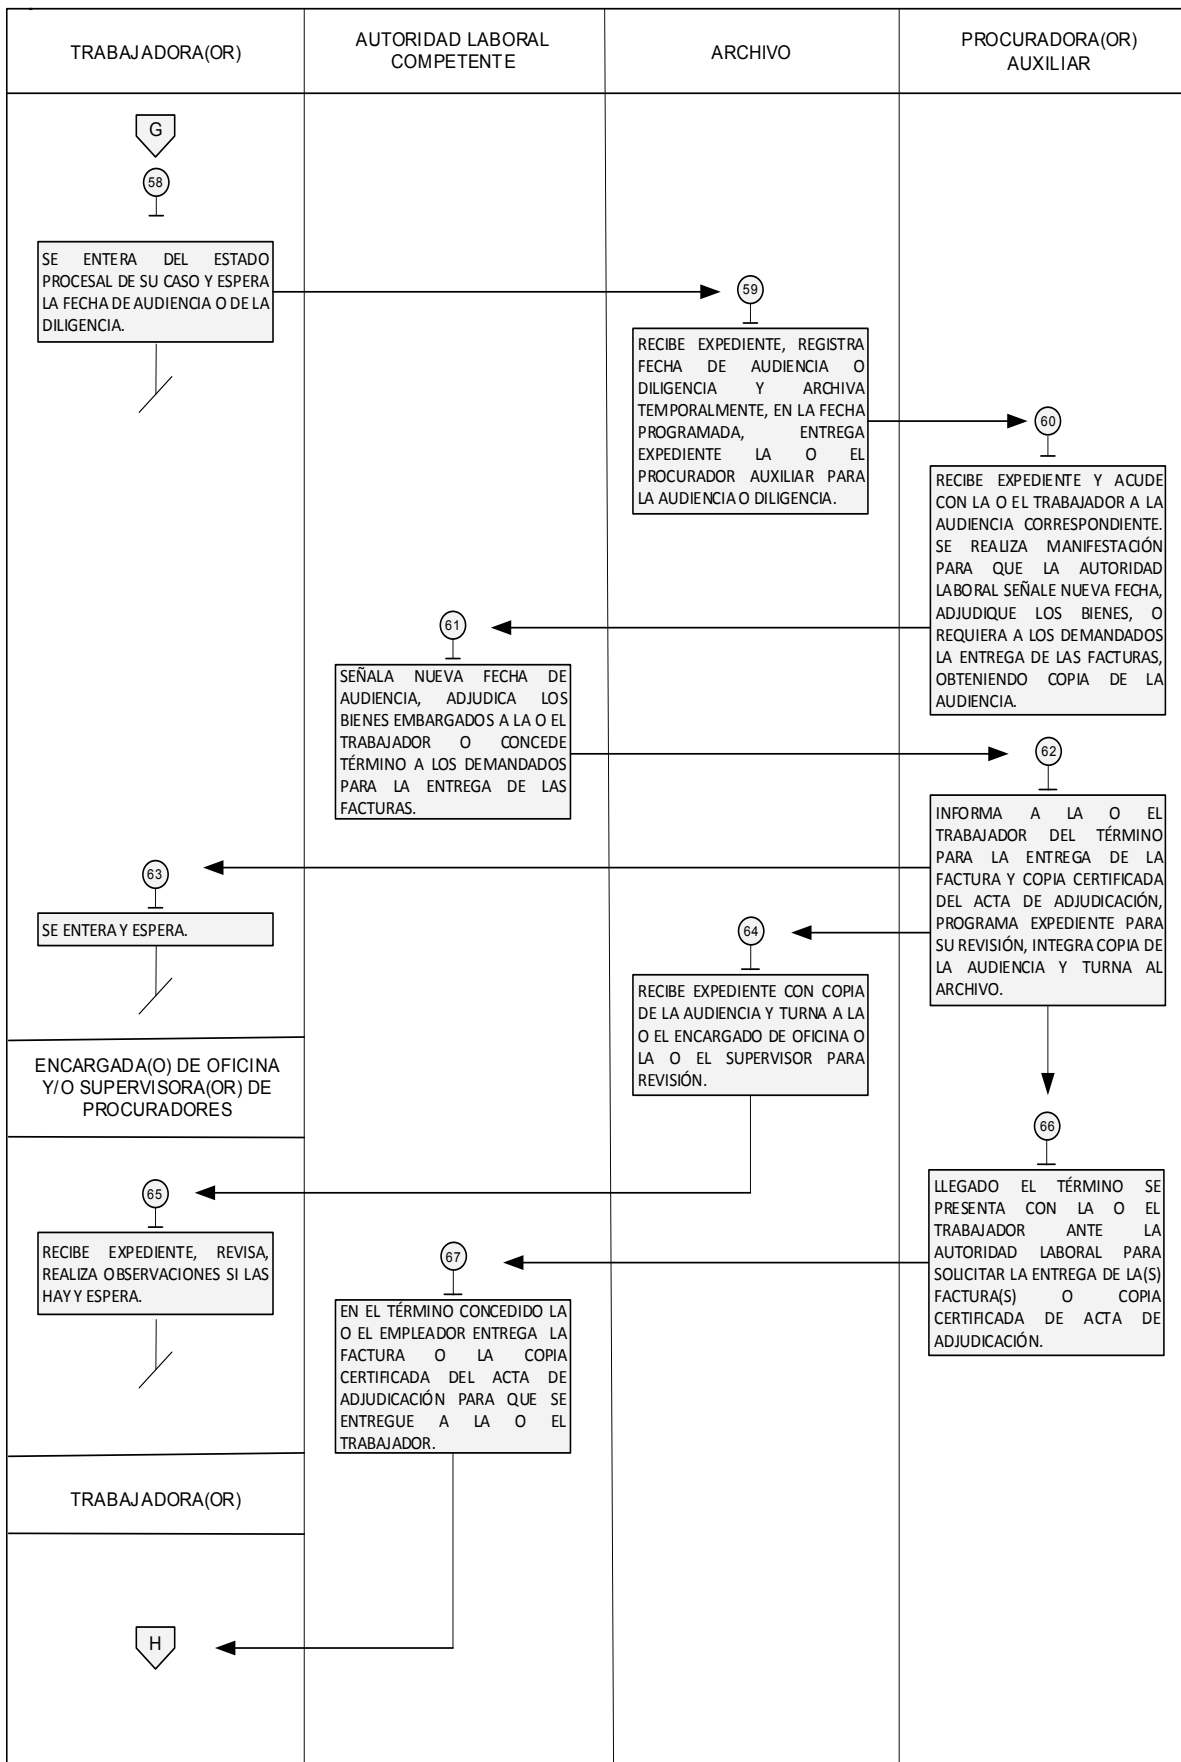 TRABAJADORA(OR)
AUTORIDAD LABORAL
COMPETENTE
ARCHIVO
PROCURADORA(OR)
AUXILIAR
G
58
SE ENTERA DEL ESTADO
PROCESAL DE SU CASO Y ESPERA
LA FECHA DE AUDIENCIA O DE LA
DILIGENCIA.
59
RECIBE EXPEDIENTE, REGISTRA
FECHA DE AUDIENCIA O
DILIGENCIA Y ARCHIVA
TEMPORALMENTE, EN LA FECHA
PROGRAMADA, ENTREGA
EXPEDIENTE LA O EL
PROCURADOR AUXILIAR PARA
LA AUDIENCIA O DILIGENCIA.
60
RECIBE EXPEDIENTE Y ACUDE
CON LA O EL TRABAJADOR A LA
AUDIENCIA CORRESPONDIENTE.
SE REALIZA MANIFESTACIÓN
PARA QUE LA AUTORIDAD
LABORAL SEÑALE NUEVA FECHA,
ADJUDIQUE LOS BIENES, O
REQUIERA A LOS DEMANDADOS
LA ENTREGA DE LAS FACTURAS,
OBTENIENDO COPIA DE LA
AUDIENCIA.
61
SEÑALA NUEVA FECHA DE
AUDIENCIA, ADJUDICA LOS
BIENES EMBARGADOS A LA O EL
TRABAJADOR O CONCEDE
TÉRMINO A LOS DEMANDADOS
PARA LA ENTREGA DE LAS
FACTURAS.
62
INFORMA A LA O EL
TRABAJADOR DEL TÉRMINO
PARA LA ENTREGA DE LA
FACTURA Y COPIA CERTIFICADA
DEL ACTA DE ADJUDICACIÓN,
PROGRAMA EXPEDIENTE PARA
SU REVISIÓN, INTEGRA COPIA DE
LA AUDIENCIA Y TURNA AL
ARCHIVO.
63
SE ENTERA Y ESPERA.
64
RECIBE EXPEDIENTE CON COPIA
DE LA AUDIENCIA Y TURNA A LA
O EL ENCARGADO DE OFICINA O
LA O EL SUPERVISOR PARA
REVISIÓN.
ENCARGADA(O) DE OFICINA
Y/O SUPERVISORA(OR) DE
PROCURADORES
65
RECIBE EXPEDIENTE, REVISA,
REALIZA OBSERVACIONES SI LAS
HAY Y ESPERA.
66
LLEGADO EL TÉRMINO SE
PRESENTA CON LA O EL
TRABAJADOR ANTE LA
AUTORIDAD LABORAL PARA
SOLICITAR LA ENTREGA DE LA(S)
FACTURA(S) O COPIA
CERTIFICADA DE ACTA DE
ADJUDICACIÓN.
67
EN EL TÉRMINO CONCEDIDO LA
O EL EMPLEADOR ENTREGA LA
FACTURA O LA COPIA
CERTIFICADA DEL ACTA DE
ADJUDICACIÓN PARA QUE SE
ENTREGUE A LA O EL
TRABAJADOR.
TRABAJADORA(OR)
H